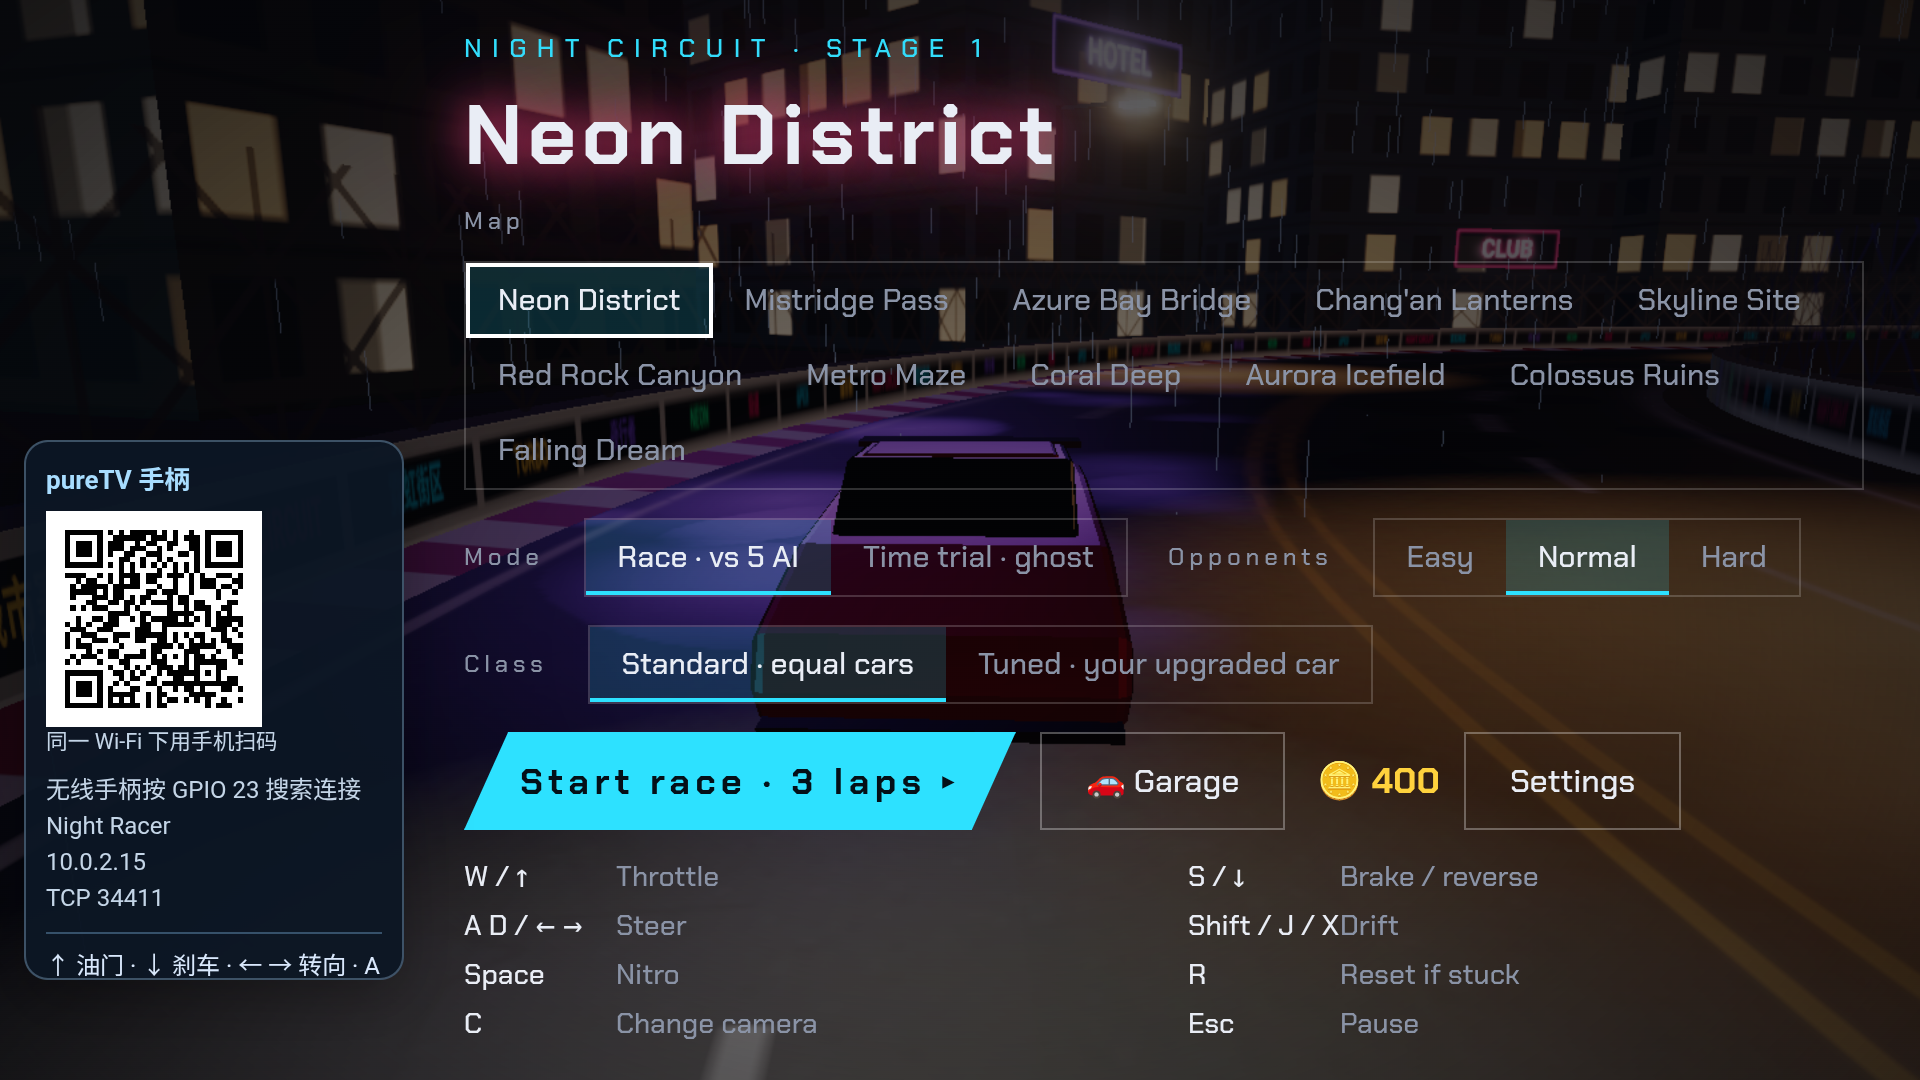 NIGHT CIRCUIT · STAGE 1
HOTEL
Neon District
Map
CLUB
Neon District
Mistridge Pass
Azure Bay Bridge
Chang'an Lanterns
Skyline Site
Red Rock Canyon
Metro Maze
Coral Deep
Aurora Icefield
Colossus Ruins
Falling Dream
Mode
Race · vs 5 AI
Time trial · ghost
Opponents
Easy
Normal
Hard
Class
Standard · equal cars
Tuned · your upgraded car
Start race · 3 laps ▸
🚗 Garage
400
Settings
W / ↑ Throttle
S / ↓ Brake / reverse
A D / ← → Steer
Shift / J / X Drift
Space Nitro
R Reset if stuck
C Change camera
Esc Pause
pureTV 手柄
同一 Wi-Fi 下用手机扫码
无线手柄按 GPIO 23 搜索连接
Night Racer
10.0.2.15
TCP 34411
↑ 油门 · ↓ 刹车 · ← → 转向 · A